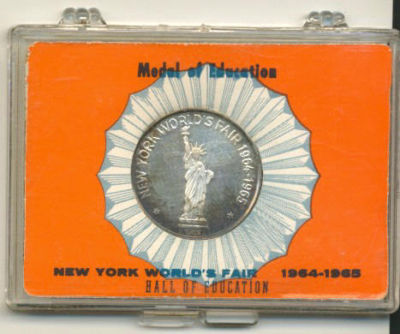 Medal of Education
NEW YORK WORLD'S FAIR 1964-1965
NEW YORK WORLD'S FAIR 1964-1965
HALL OF EDUCATION